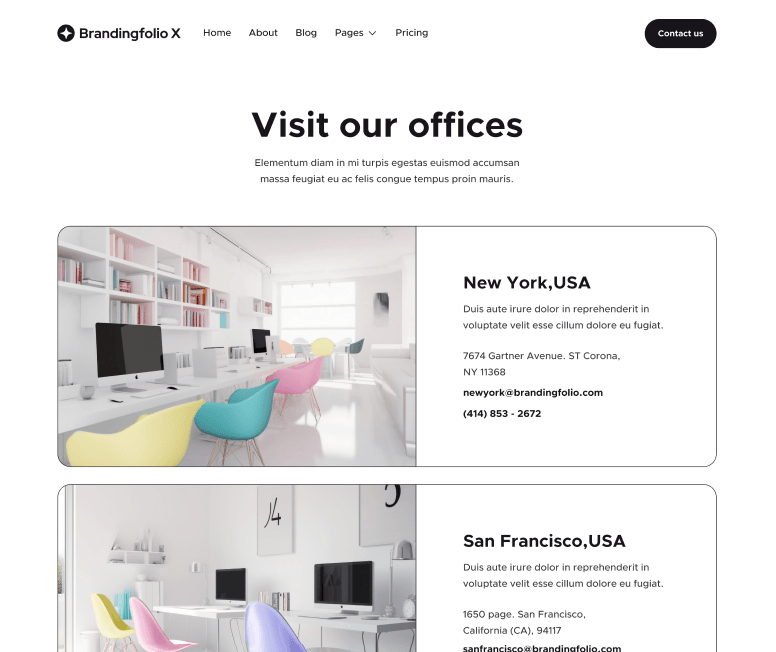 Brandingfolio X
Home
About
Blog
Pages
Pricing
Contact us
Visit our offices
Elementum diam in mi turpis egestas euismod accumsan
massa feugiat eu ac felis congue tempus proin mauris.
New York,USA
Duis aute irure dolor in reprehenderit in
voluptate velit esse cillum dolore eu fugiat.
7674 Gartner Avenue. ST Corona,
NY 11368
newyork@brandingfolio.com
(414) 853 - 2672
San Francisco,USA
Duis aute irure dolor in reprehenderit in
voluptate velit esse cillum dolore eu fugiat.
1650 page. San Francisco,
California (CA), 94117
sanfrancisco@brandingfolio.com